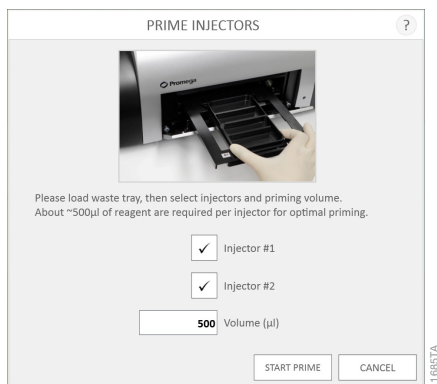 PRIME INJECTORS
?
Promega
Please load waste tray, then select injectors and priming volume.
About ~500µl of reagent are required per injector for optimal priming.
✓ Injector #1
✓ Injector #2
500 Volume (µl)
START PRIME CANCEL
1685TA